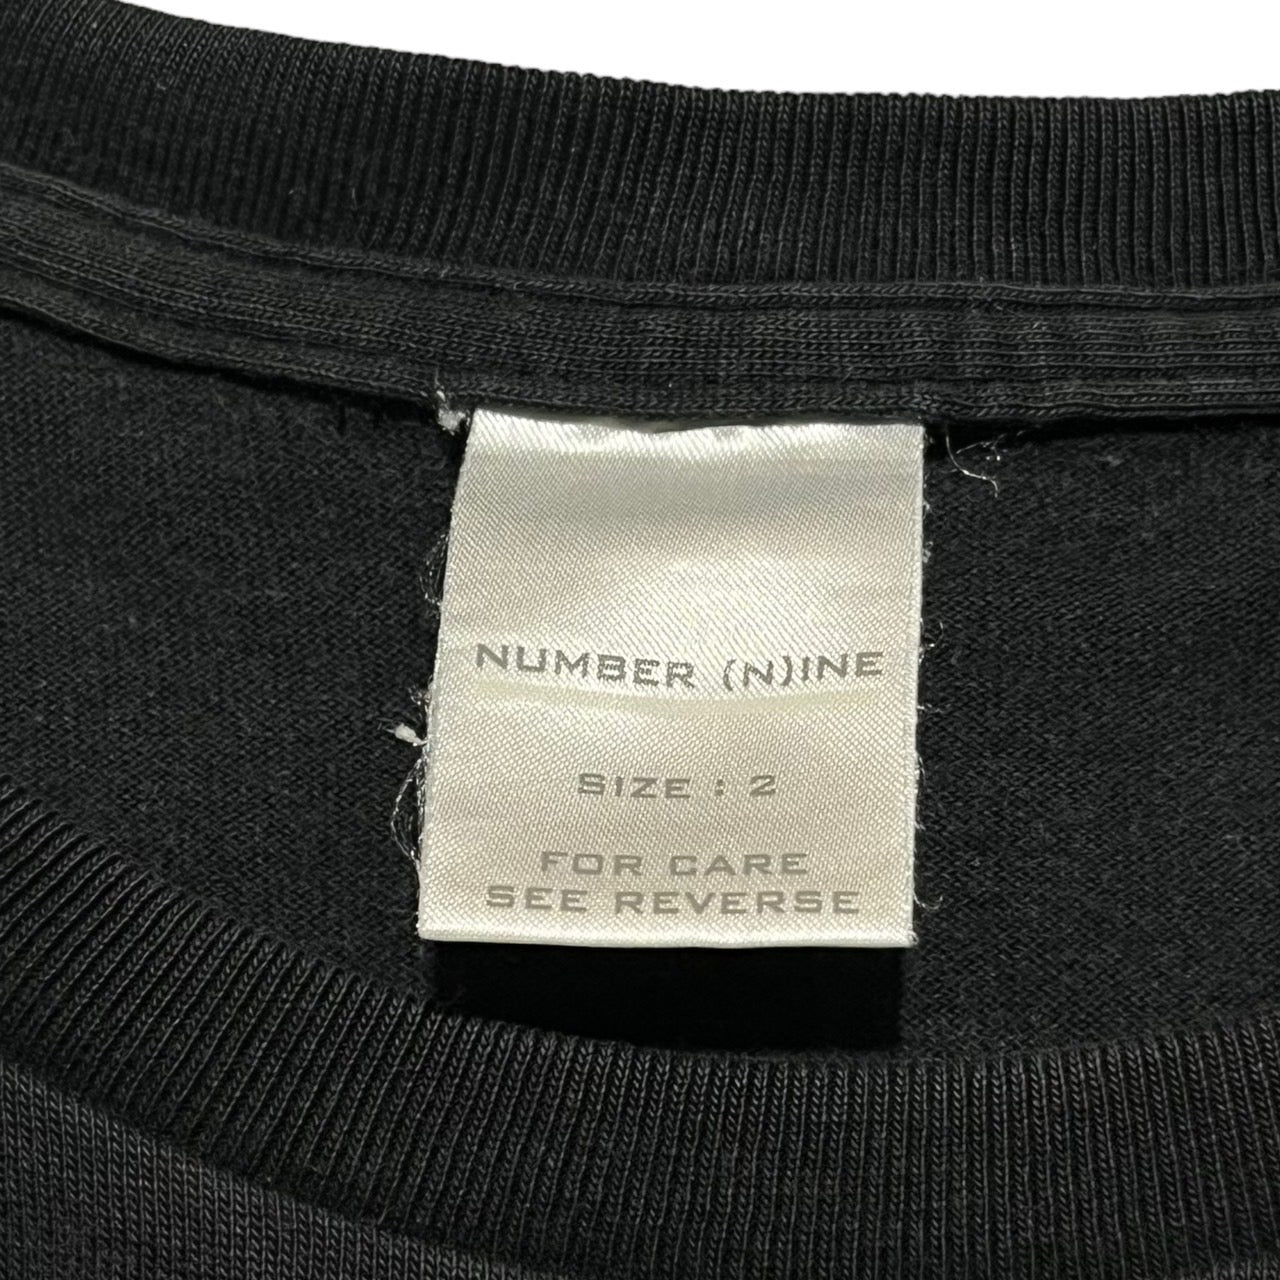 NUMBER (N)INE
SIZE : 2
FOR CARE
SEE REVERSE